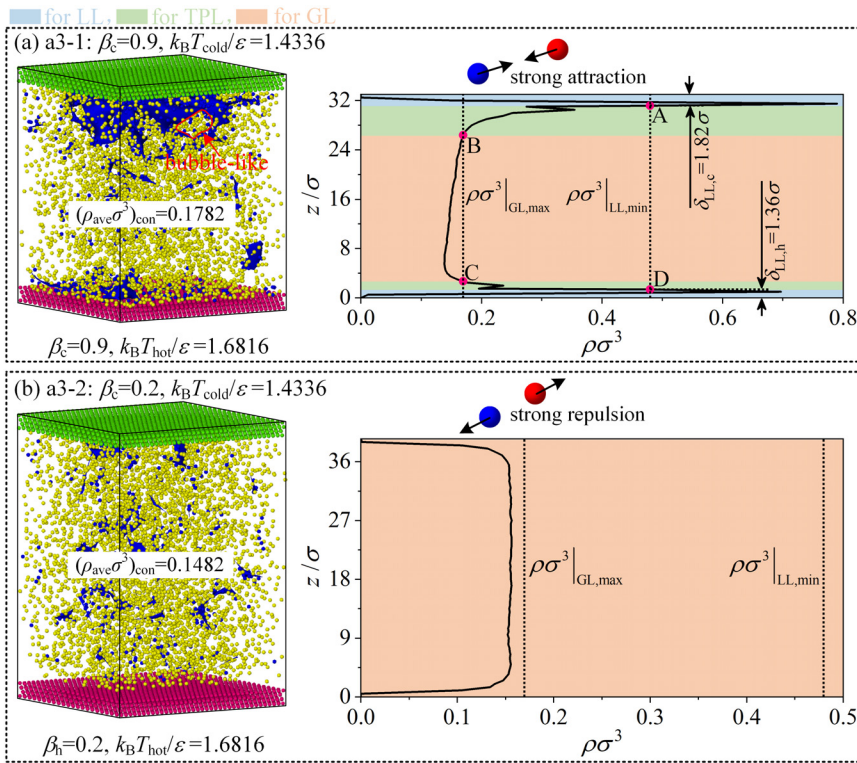 for LL, for TPL, for GL
(a) a3-1: βc=0.9, kBTcold/ε=1.4336
bubble-like
(ρaveσ³)con=0.1782
βc=0.9, kBThot/ε=1.6816
strong attraction
32
24
16
8
0
z/σ
A
B
C
D
ρσ³|GL,max
ρσ³|LL,min
δLL,c=1.82σ
δLL,h=1.36σ
0.0 0.2 0.4 0.6 0.8
ρσ³
(b) a3-2: βc=0.2, kBTcold/ε=1.4336
(ρaveσ³)con=0.1482
βh=0.2, kBThot/ε=1.6816
strong repulsion
36
27
18
9
0
z/σ
ρσ³|GL,max
ρσ³|LL,min
0.0 0.1 0.2 0.3 0.4 0.5
ρσ³